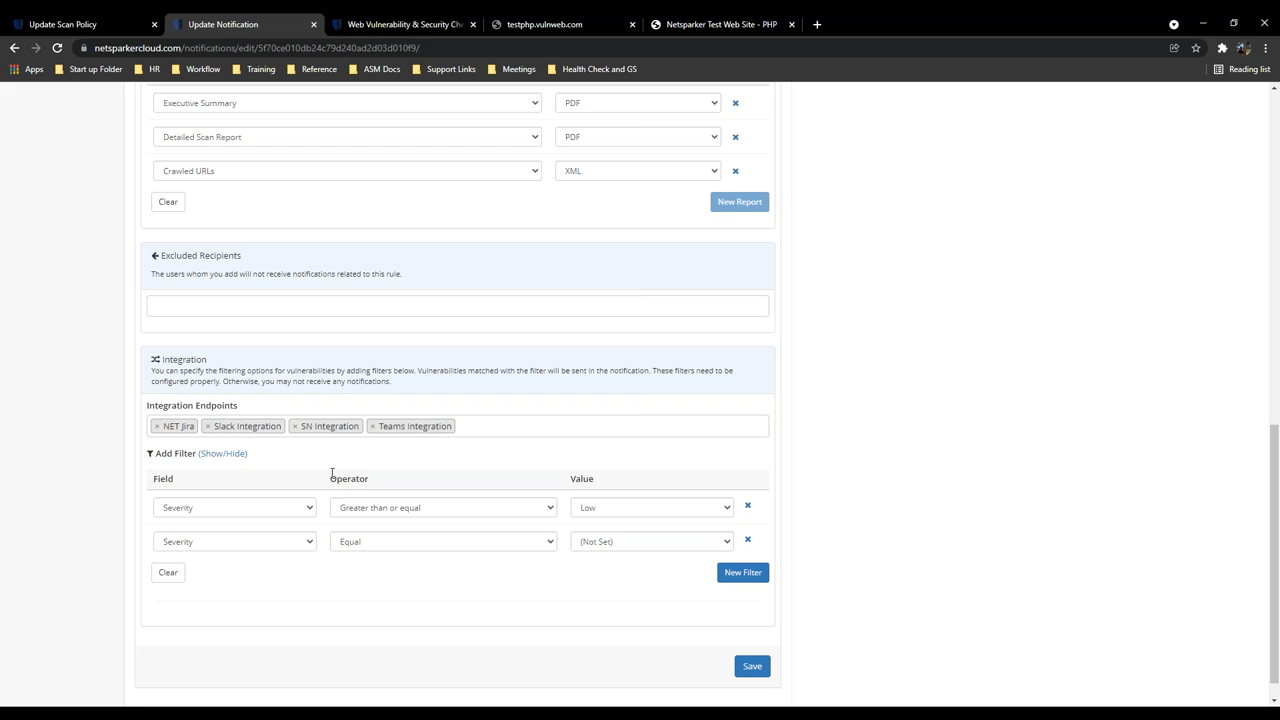 Update Scan Policy
Update Notification
Web Vulnerability & Security Che
testphp.vulnweb.com
Netsparker Test Web Site - PHP
netsparkercloud.com/notifications/edit/5f70ce010db24c79d240ad2d03d010f9/
Apps Start up Folder HR Workflow Training Reference ASM Docs Support Links Meetings Health Check and GS Reading list
Executive Summary PDF
Detailed Scan Report PDF
Crawled URLs XML
Clear New Report
Excluded Recipients
The users whom you add will not receive notifications related to this rule.
Integration
You can specify the filtering options for vulnerabilities by adding filters below. Vulnerabilities matched with the filter will be sent in the notification. These filters need to be
configured properly. Otherwise, you may not receive any notifications.
Integration Endpoints
× NET Jira × Slack Integration × SN Integration × Teams Integration
Add Filter (Show/Hide)
Field Operator Value
Severity Greater than or equal Low
Severity Equal (Not Set)
Clear New Filter
Save